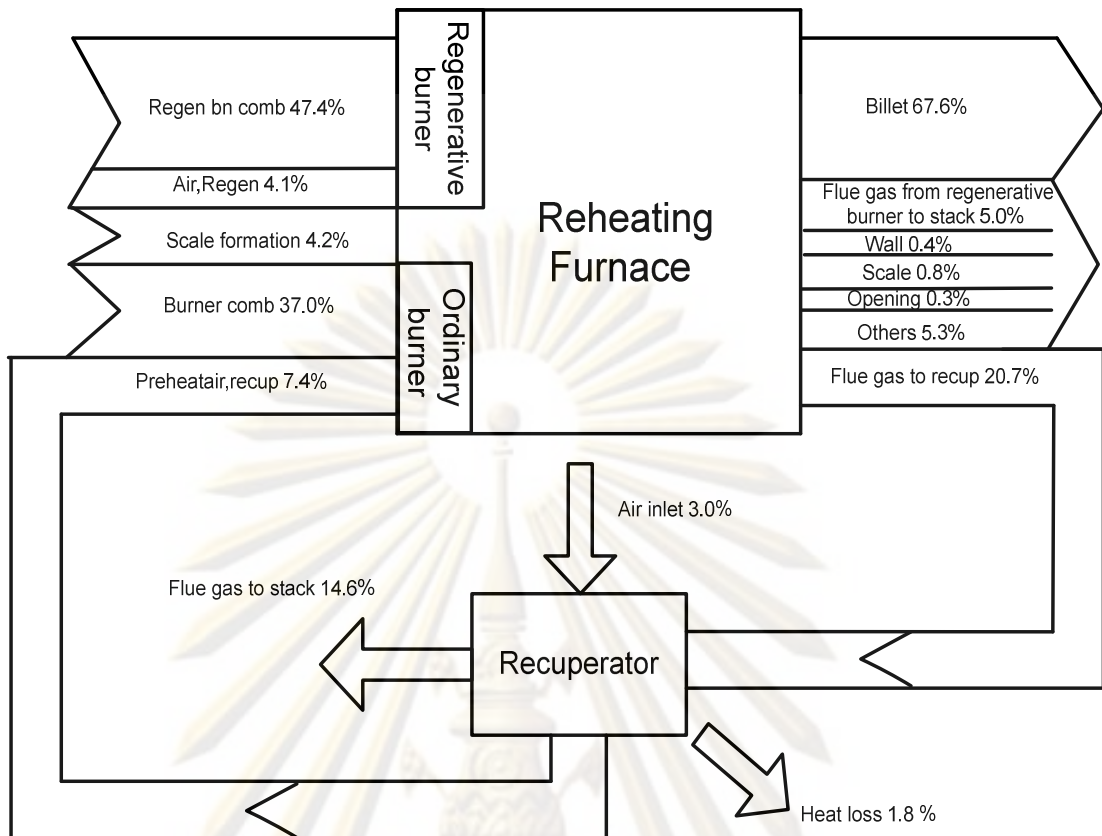 Regenerative
burner
Regen bn comb 47.4%
Air,Regen 4.1%
Scale formation 4.2%
Burner comb 37.0%
Preheatair,recup 7.4%
Ordinary
burner
Reheating
Furnace
Billet 67.6%
Flue gas from regenerative
burner to stack 5.0%
Wall 0.4%
Scale 0.8%
Opening 0.3%
Others 5.3%
Flue gas to recup 20.7%
Air inlet 3.0%
Flue gas to stack 14.6%
Recuperator
Heat loss 1.8 %